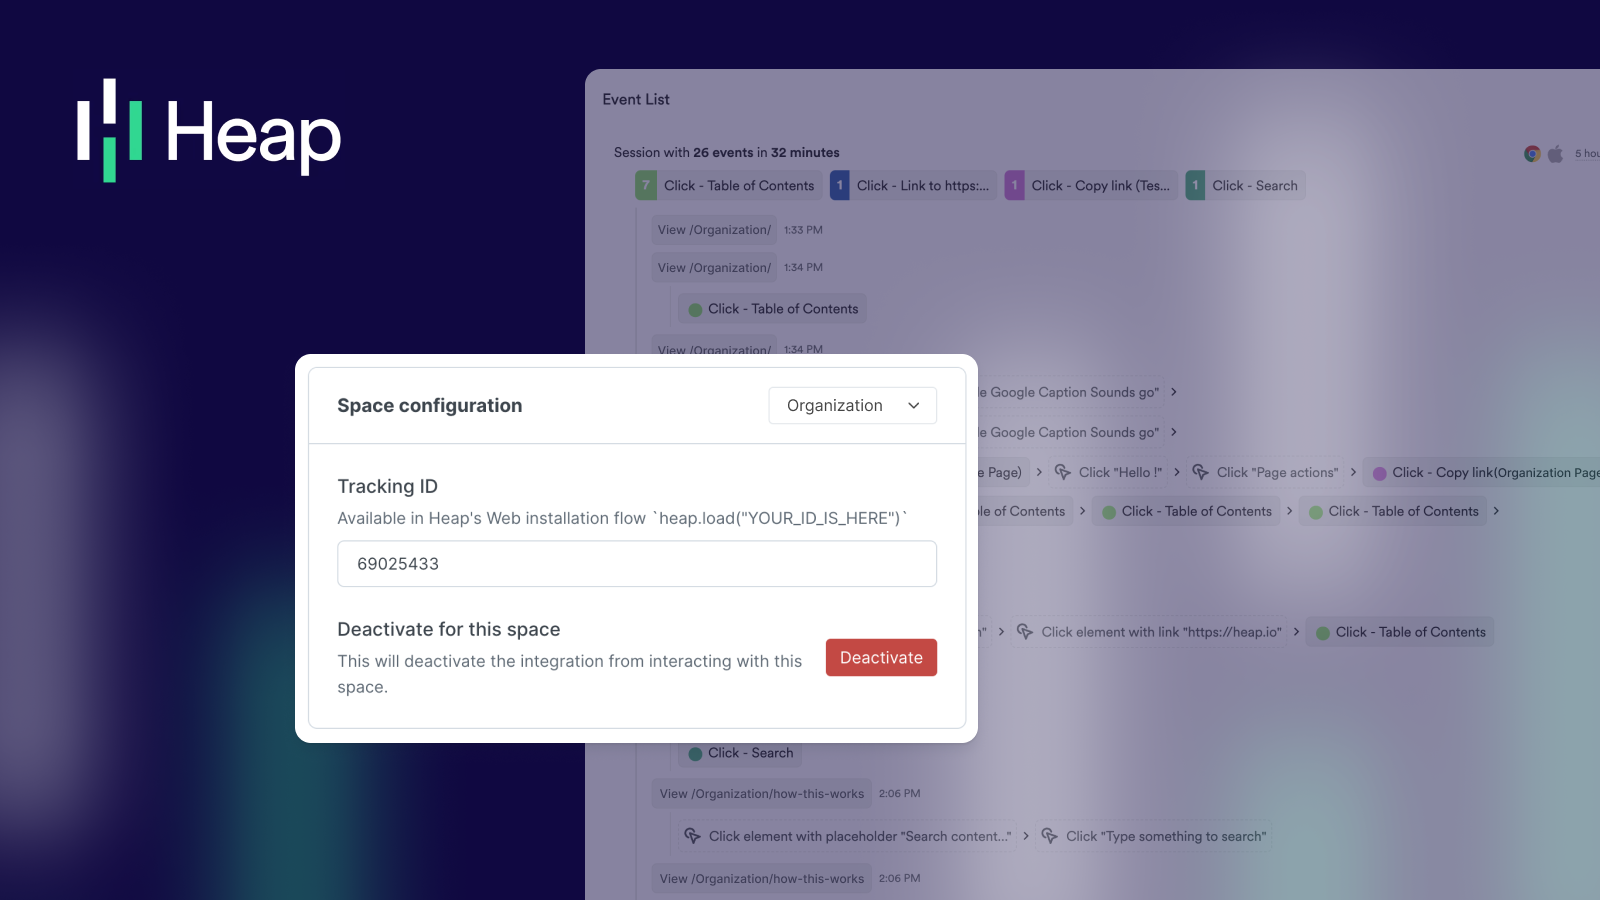 Heap
Event List
Session with 26 events in 32 minutes
5 hou
7 Click - Table of Contents 1 Click - Link to https:... 1 Click - Copy link (Tes... 1 Click - Search
View /Organization/ 1:33 PM
View /Organization/ 1:34 PM
Click - Table of Contents
View /Organization/ 1:34 PM
Google Caption Sounds go"
Google Caption Sounds go"
Page) Click "Hello !" Click "Page actions" Click - Copy link(Organization Page
of Contents Click - Table of Contents Click - Table of Contents
Click element with link "https://heap.io" Click - Table of Contents
Space configuration
Organization
Tracking ID
Available in Heap's Web installation flow `heap.load("YOUR_ID_IS_HERE")`
69025433
Deactivate for this space
This will deactivate the integration from interacting with this
space.
Deactivate
Click - Search
View /Organization/how-this-works 2:06 PM
Click element with placeholder "Search content..." Click "Type something to search"
View /Organization/how-this-works 2:06 PM